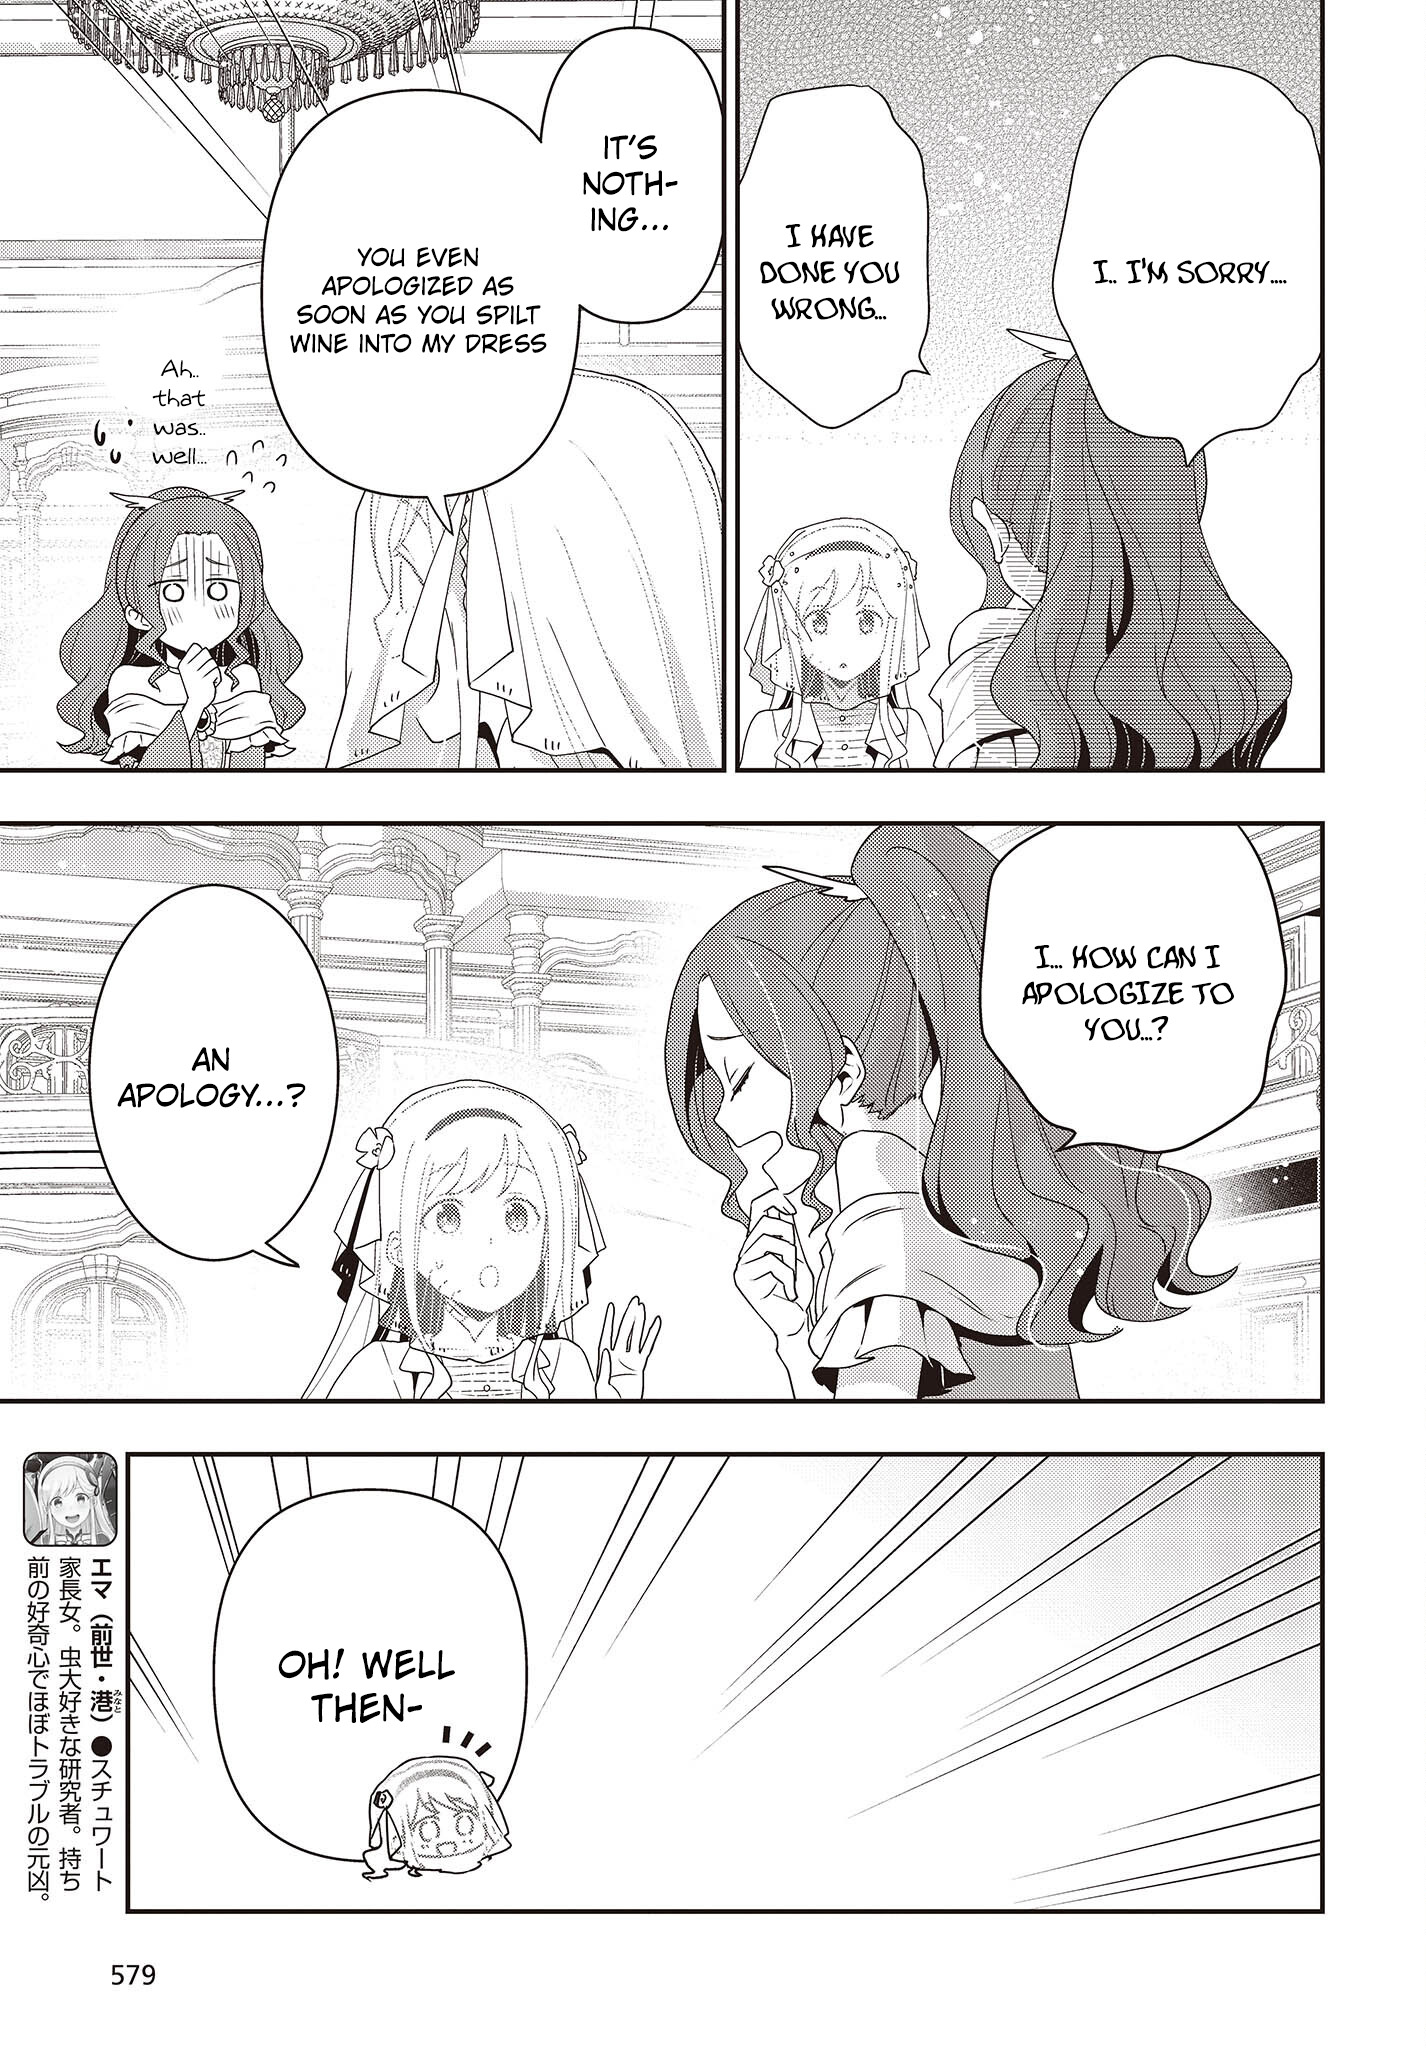 I.. I'M SORRY....
I HAVE
DONE YOU
WRONG...
IT'S
NOTH-
ING...
YOU EVEN
APOLOGIZED AS
SOON AS YOU SPILT
WINE INTO MY DRESS
Ah..
that
was..
well...
I... HOW CAN I
APOLOGIZE TO
YOU...?
AN
APOLOGY...?
OH! WELL
THEN-
エマ（前世・港）●スチュワート
みなと
家長女。虫大好きな研究者。持ち
前の好奇心でほぼトラブルの元凶。
579